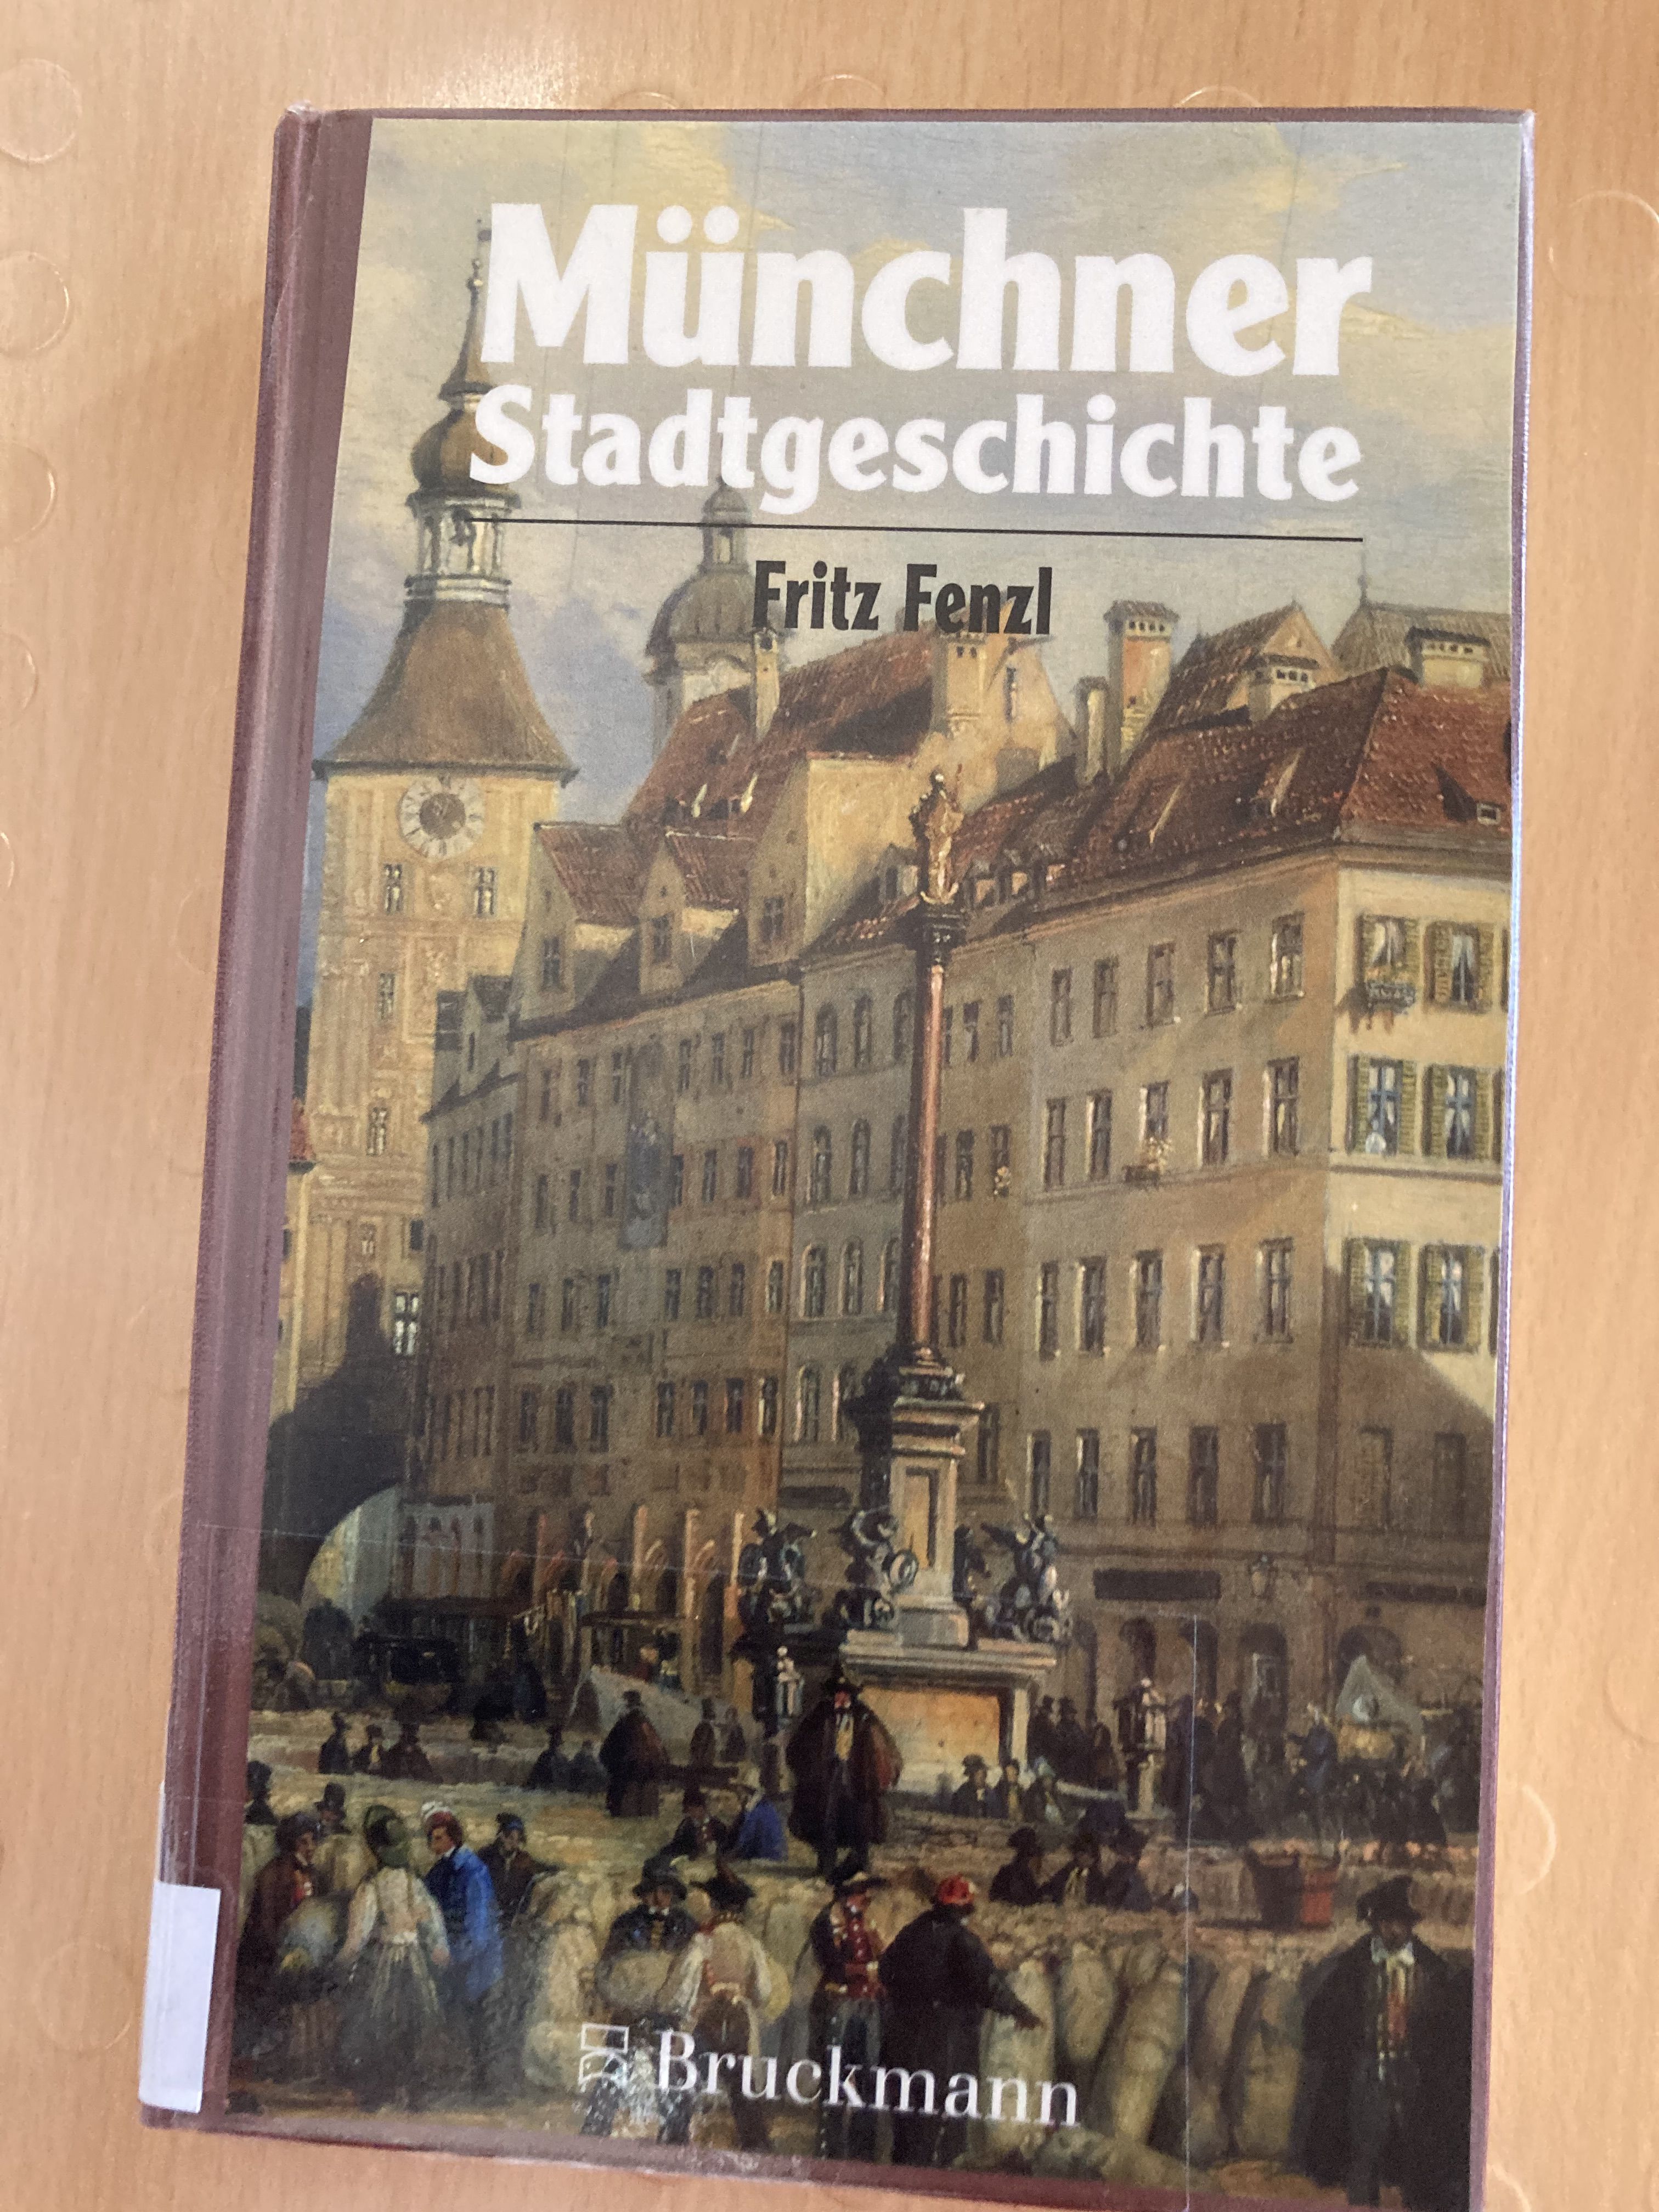 Münchner
Stadtgeschichte
Fritz Fenzl
Bruckmann